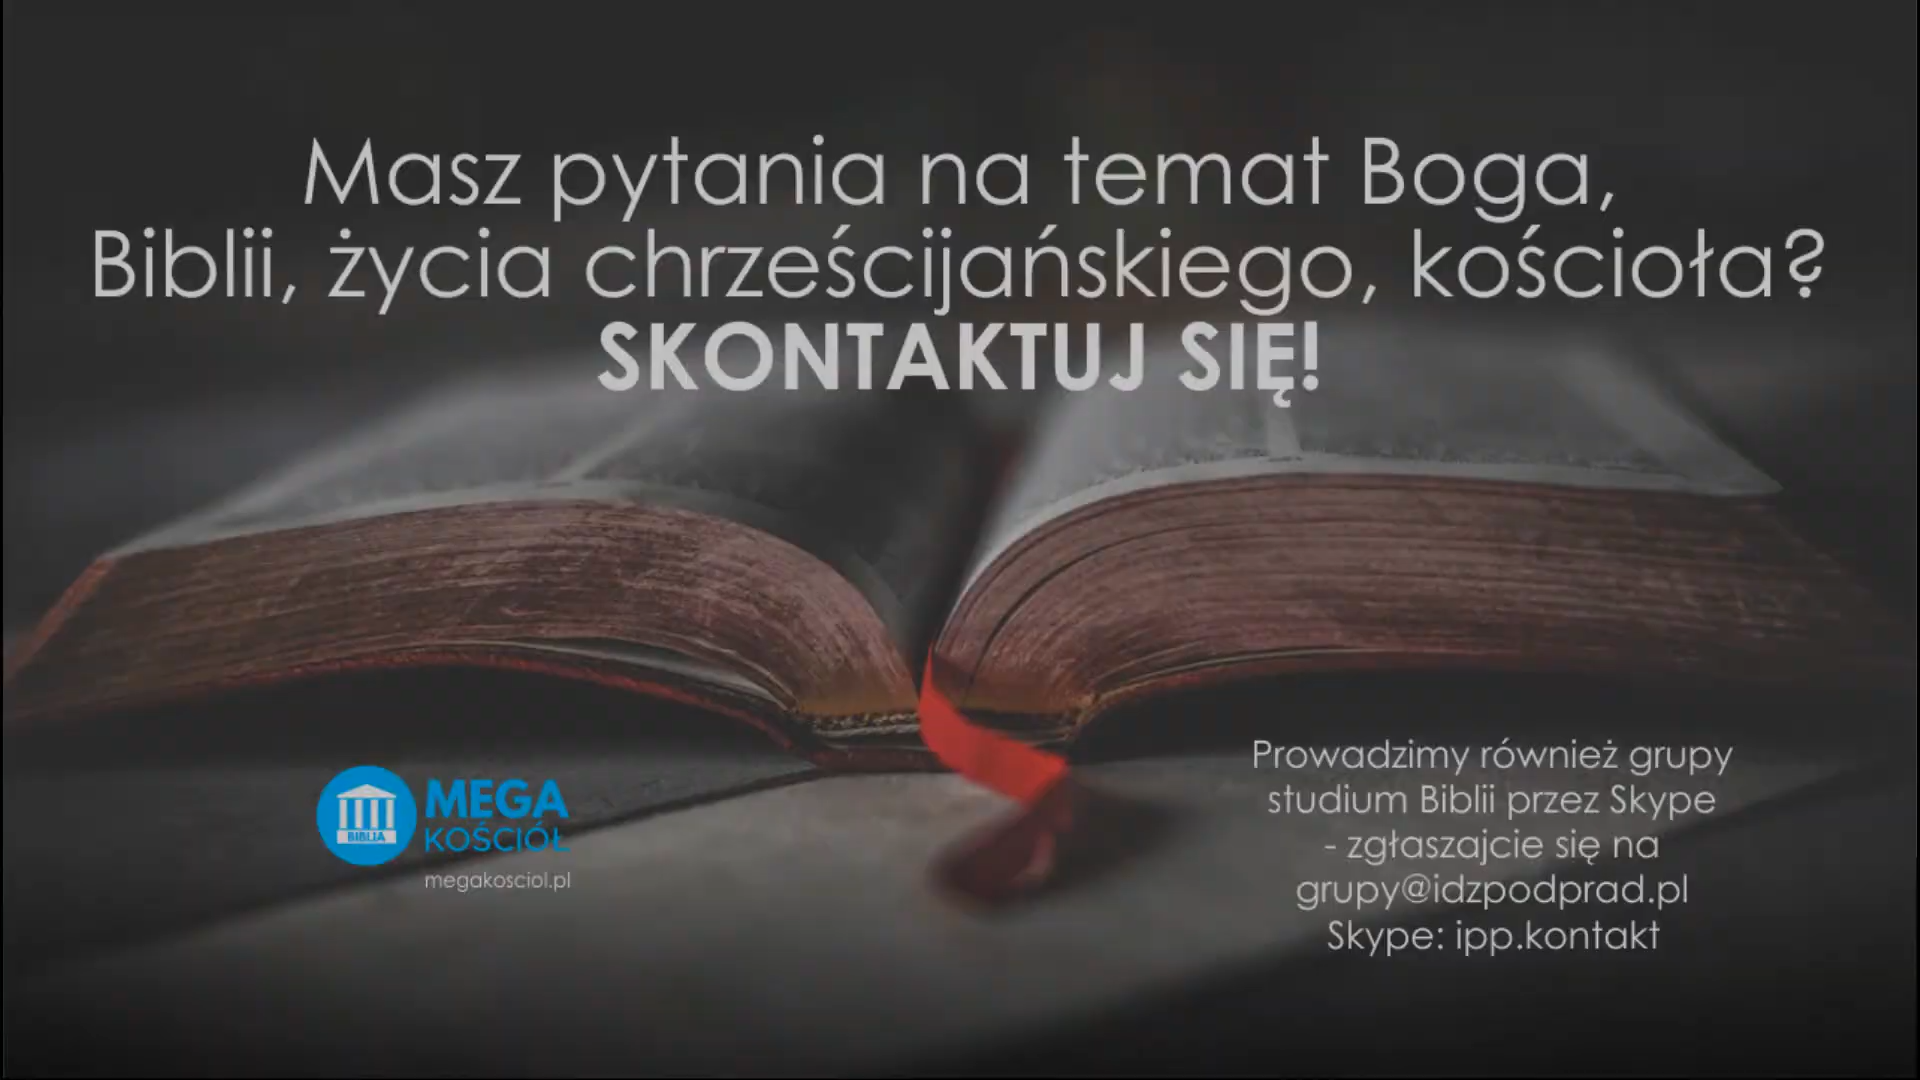 Masz pytania na temat Boga,
Biblii, życia chrześcijańskiego, kościoła?
SKONTAKTUJ SIĘ!
BIBLIA
MEGA
KOŚCIÓŁ
megakosciol.pl
Prowadzimy również grupy
studium Biblii przez Skype
- zgłaszajcie się na
grupy@idzpodprad.pl
Skype: ipp.kontakt